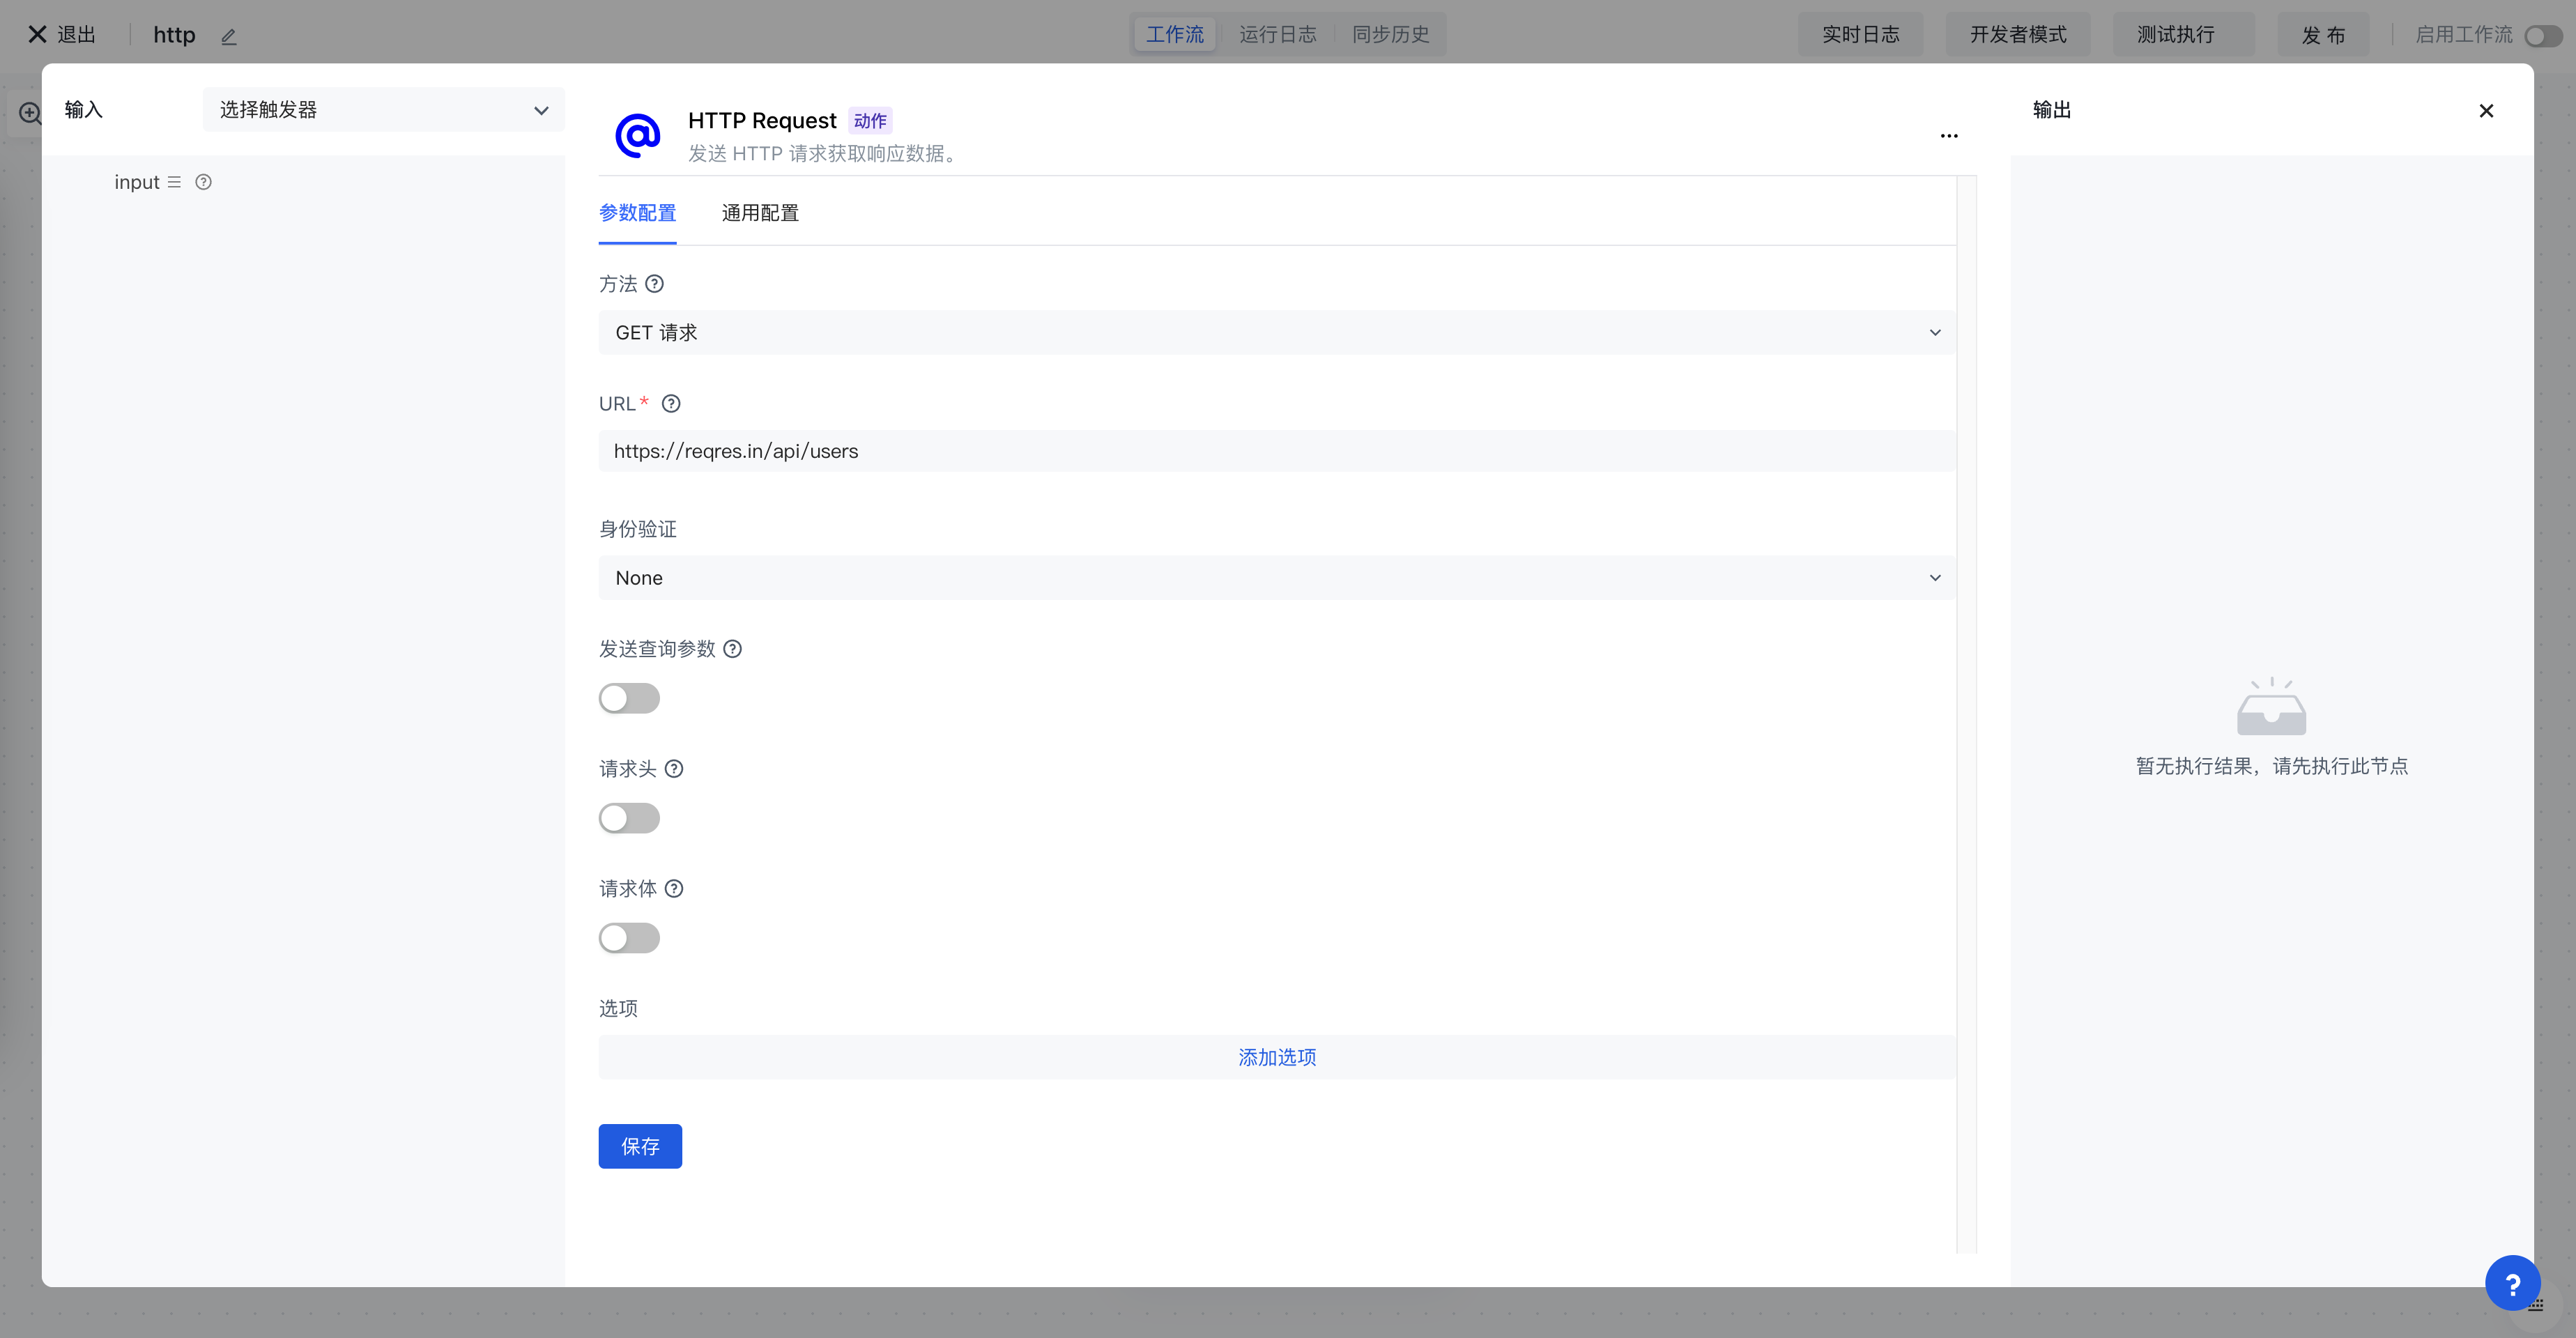 退出
http
工作流
运行日志
同步历史
实时日志
开发者模式
测试执行
发布
启用工作流
输入
选择触发器
input
HTTP Request 动作
发送 HTTP 请求获取响应数据。
参数配置
通用配置
方法
GET 请求
URL*
https://reqres.in/api/users
身份验证
None
发送查询参数
请求头
请求体
选项
添加选项
保存
输出
暂无执行结果，请先执行此节点